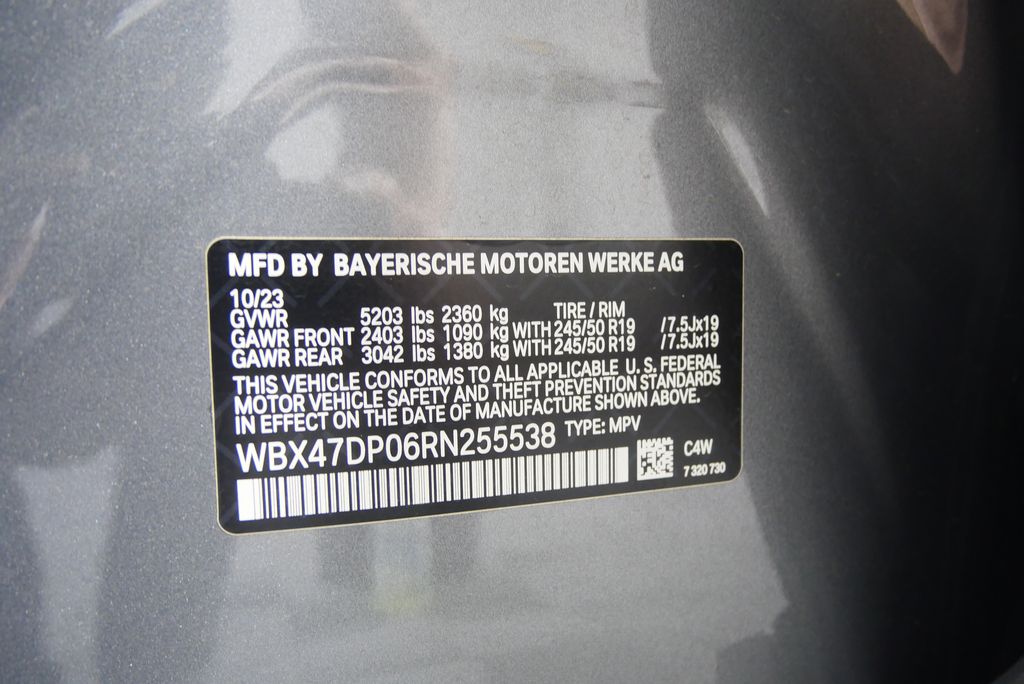 MFD BY BAYERISCHE MOTOREN WERKE AG
10/23
GVWR 5203 lbs 2360 kg TIRE / RIM
GAWR FRONT 2403 lbs 1090 kg WITH 245/50 R19 /7.5Jx19
GAWR REAR 3042 lbs 1380 kg WITH 245/50 R19 /7.5Jx19
THIS VEHICLE CONFORMS TO ALL APPLICABLE U. S. FEDERAL
MOTOR VEHICLE SAFETY AND THEFT PREVENTION STANDARDS
IN EFFECT ON THE DATE OF MANUFACTURE SHOWN ABOVE.
WBX47DP06RN255538 TYPE: MPV
C4W
7 320 730